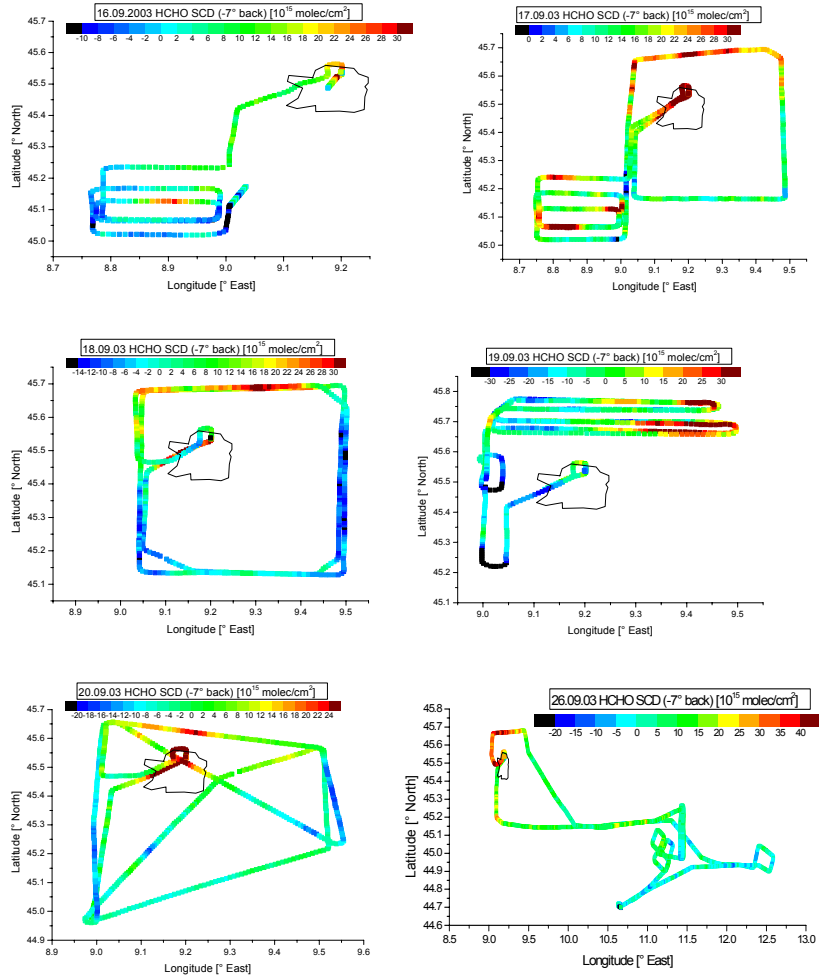 16.09.2003 HCHO SCD (-7° back) [10^15 molec/cm^2]
-10 -8 -6 -4 -2 0 2 4 6 8 10 12 14 16 18 20 22 24 26 28 30
45.7
45.6
45.5
45.4
45.3
45.2
45.1
45.0
Latitude [° North]
8.7 8.8 8.9 9.0 9.1 9.2
Longitude [° East]
17.09.03 HCHO SCD (-7° back) [10^15 molec/cm^2]
0 2 4 6 8 10 12 14 16 18 20 22 24 26 28 30
45.7
45.6
45.5
45.4
45.3
45.2
45.1
45.0
Latitude [° North]
8.7 8.8 8.9 9.0 9.1 9.2 9.3 9.4 9.5
Longitude [° East]
18.09.03 HCHO SCD (-7° back) [10^15 molec/cm^2]
-14 -12 -10 -8 -6 -4 -2 0 2 4 6 8 10 12 14 16 18 20 22 24 26 28 30
45.7
45.6
45.5
45.4
45.3
45.2
45.1
Latitude [° North]
8.9 9.0 9.1 9.2 9.3 9.4 9.5
Longitude [° East]
19.09.03 HCHO SCD (-7° back) [10^15 molec/cm^2]
-30 -25 -20 -15 -10 -5 0 5 10 15 20 25 30
45.8
45.7
45.6
45.5
45.4
45.3
45.2
45.1
Latitude [° North]
9.0 9.1 9.2 9.3 9.4 9.5
Longitude [° East]
20.09.03 HCHO SCD (-7° back) [10^15 molec/cm^2]
-20 -18 -16 -14 -12 -10 -8 -6 -4 -2 0 2 4 6 8 10 12 14 16 18 20 22 24
45.7
45.6
45.5
45.4
45.3
45.2
45.1
45.0
44.9
Latitude [° North]
9.0 9.1 9.2 9.3 9.4 9.5 9.6
Longitude [° East]
26.09.03 HCHO SCD (-7° back) [10^15 molec/cm^2]
-20 -15 -10 -5 0 5 10 15 20 25 30 35 40
45.8
45.7
45.6
45.5
45.4
45.3
45.2
45.1
45.0
44.9
44.8
44.7
44.6
Latitude [° North]
8.5 9.0 9.5 10.0 10.5 11.0 11.5 12.0 12.5 13.0
Longitude [° East]